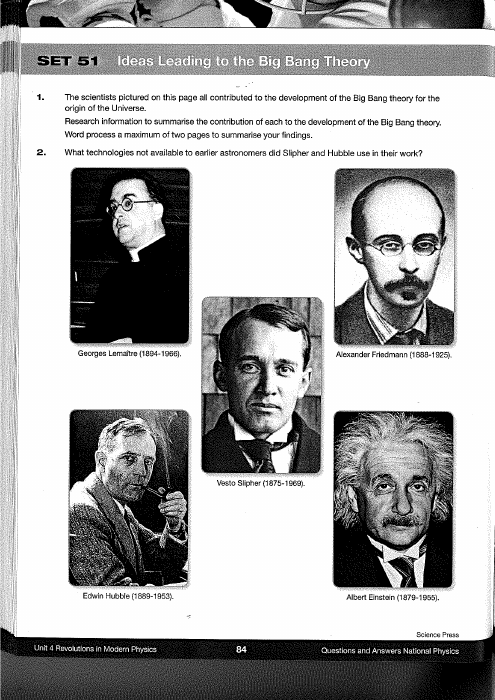 SET 51 Ideas Leading to the Big Bang Theory
1. The scientists pictured on this page all contributed to the development of the Big Bang theory for the
origin of the Universe.
Research information to summarise the contribution of each to the development of the Big Bang theory.
Word process a maximum of two pages to summarise your findings.
2. What technologies not available to earlier astronomers did Slipher and Hubble use in their work?
Georges Lemaître (1894-1966).
Alexander Friedmann (1888-1925).
Vesto Slipher (1875-1969).
Edwin Hubble (1889-1953).
Albert Einstein (1879-1955).
Science Press
Unit 4 Revolutions in Modern Physics
84
Questions and Answers National Physics